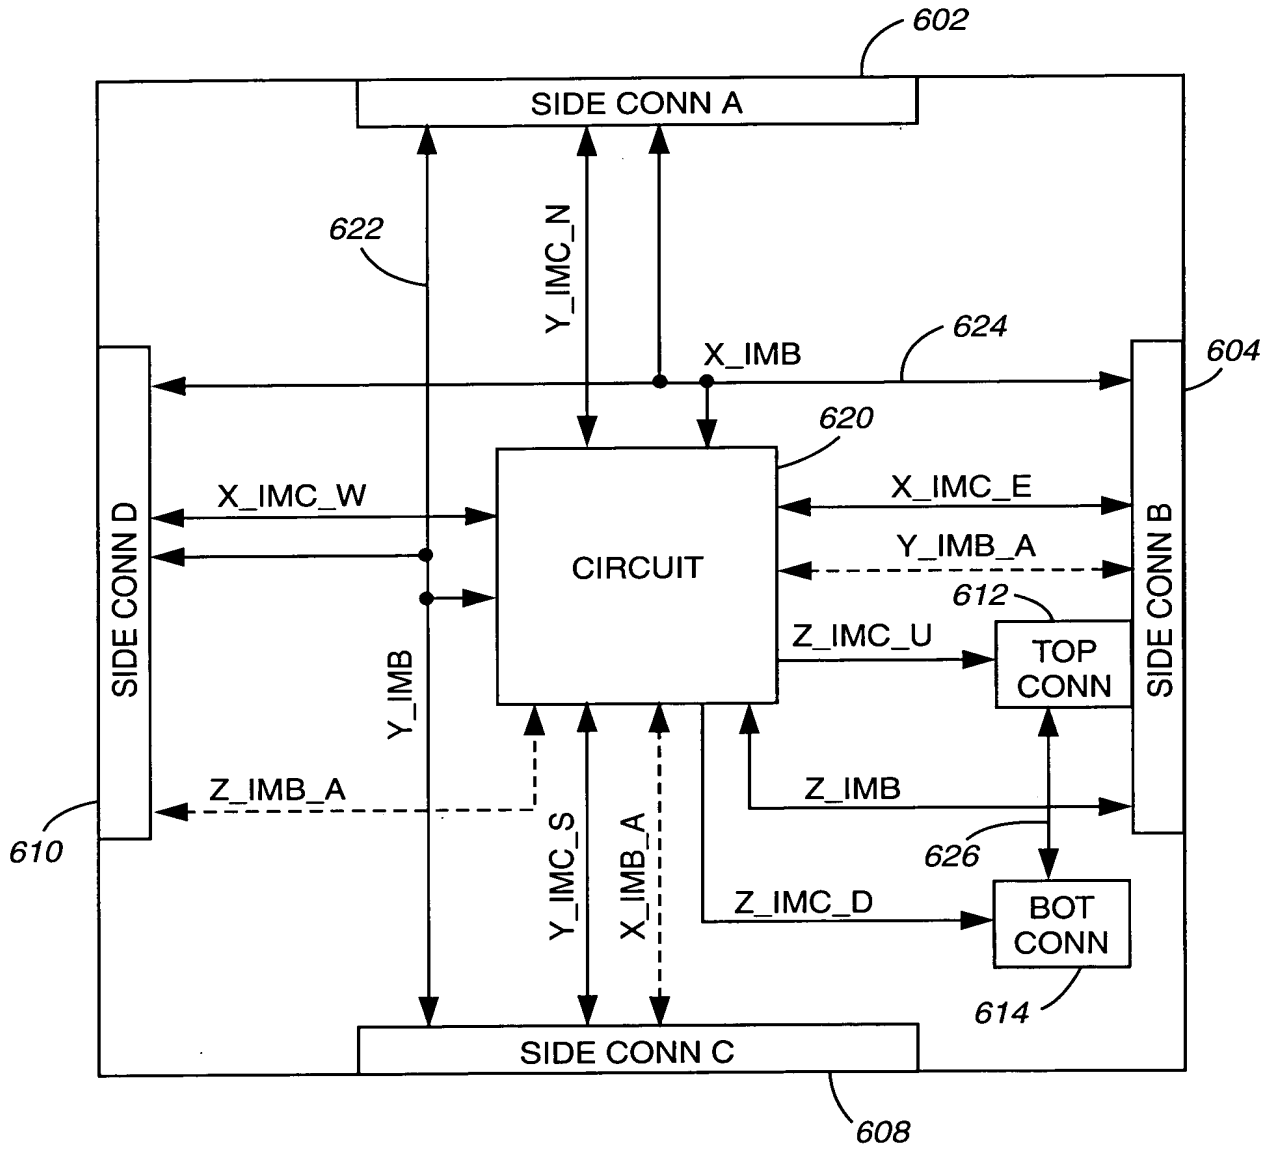 602
SIDE CONN A
622
Y_IMC_N
X_IMB
624
604
620
X_IMC_W
X_IMC_E
SIDE CONN D
CIRCUIT
Y_IMB_A
SIDE CONN B
612
Z_IMC_U
TOP
CONN
Y_IMB
Z_IMB_A
Z_IMB
610
Y_IMC_S
X_IMB_A
626
Z_IMC_D
BOT
CONN
614
SIDE CONN C
608